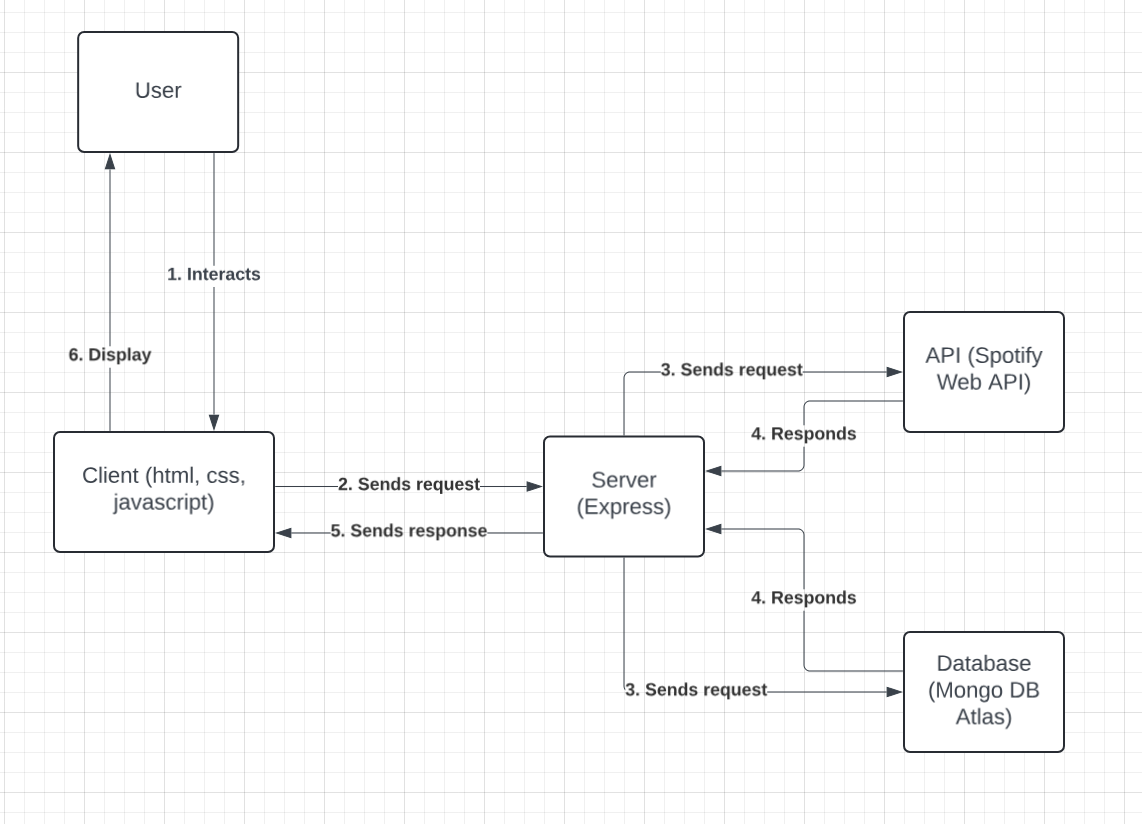 User
1. Interacts
6. Display
Client (html, css,
javascript)
2. Sends request
5. Sends response
Server
(Express)
3. Sends request
4. Responds
API (Spotify
Web API)
4. Responds
3. Sends request
Database
(Mongo DB
Atlas)